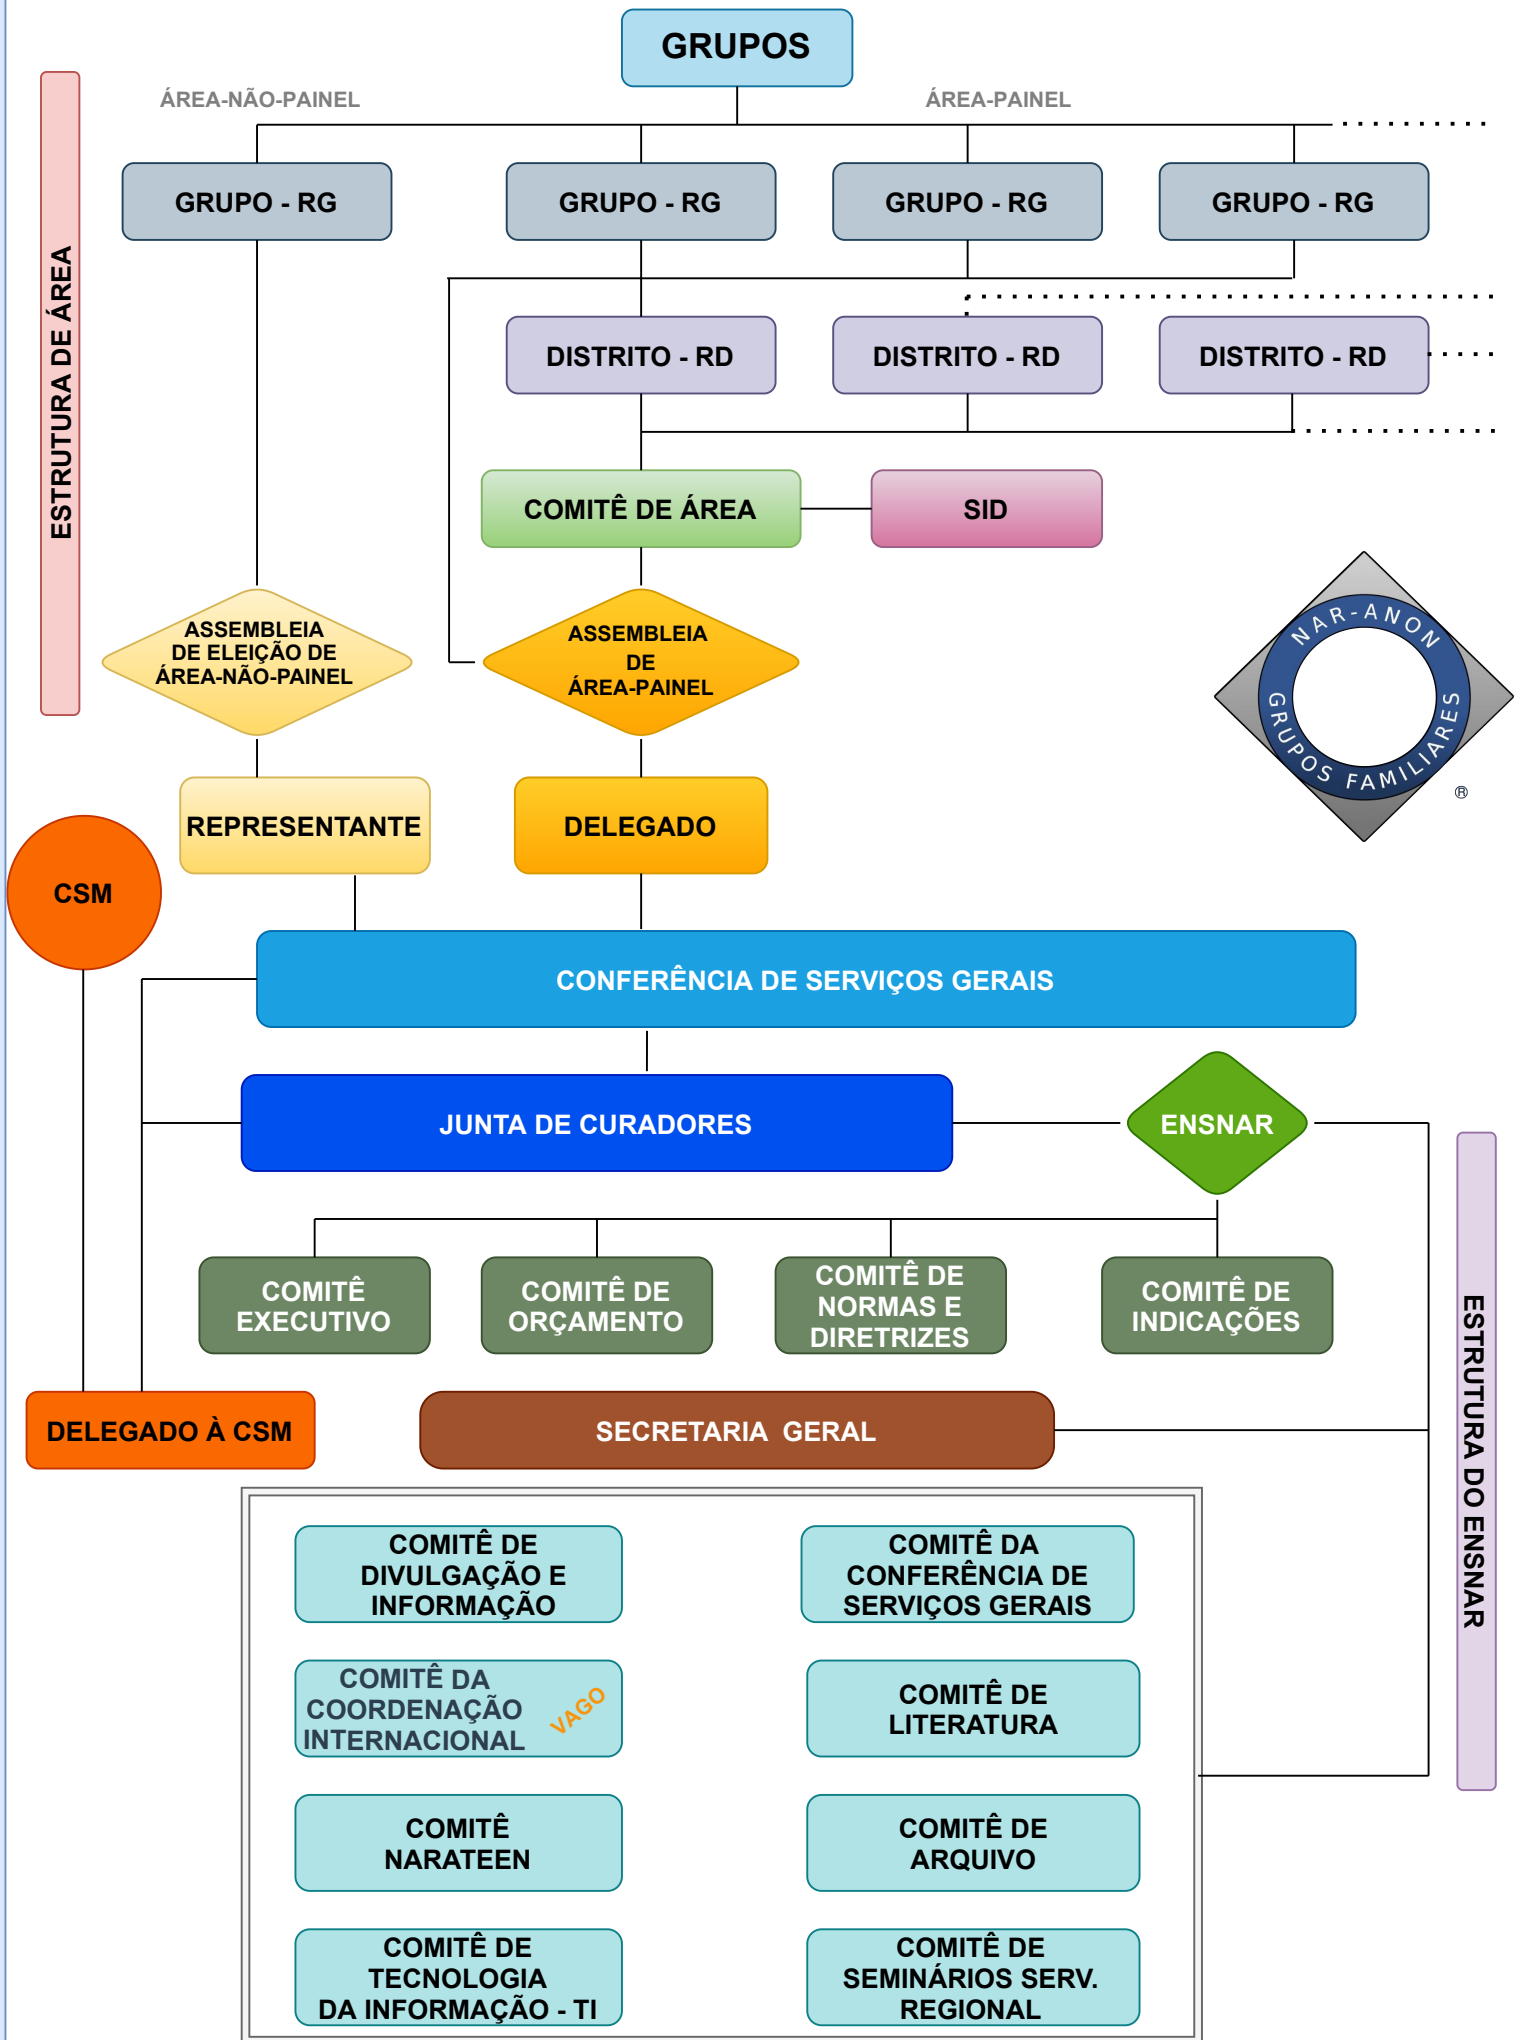 GRUPOS
ÁREA-NÃO-PAINEL
ÁREA-PAINEL
ESTRUTURA DE ÁREA
GRUPO - RG
GRUPO - RG
GRUPO - RG
GRUPO - RG
DISTRITO - RD
DISTRITO - RD
DISTRITO - RD
COMITÊ DE ÁREA
SID
ASSEMBLEIA
DE ELEIÇÃO DE
ÁREA-NÃO-PAINEL
ASSEMBLEIA
DE
ÁREA-PAINEL
NAR-ANON
GRUPOS FAMILIARES
®
REPRESENTANTE
DELEGADO
CSM
CONFERÊNCIA DE SERVIÇOS GERAIS
JUNTA DE CURADORES
ENSNAR
ESTRUTURA DO ENSNAR
COMITÊ
EXECUTIVO
COMITÊ DE
ORÇAMENTO
COMITÊ DE
NORMAS E
DIRETRIZES
COMITÊ DE
INDICAÇÕES
DELEGADO À CSM
SECRETARIA GERAL
COMITÊ DE
DIVULGAÇÃO E
INFORMAÇÃO
COMITÊ DA
CONFERÊNCIA DE
SERVIÇOS GERAIS
COMITÊ DA
COORDENAÇÃO
INTERNACIONAL
VAGO
COMITÊ DE
LITERATURA
COMITÊ
NARATEEN
COMITÊ DE
ARQUIVO
COMITÊ DE
TECNOLOGIA
DA INFORMAÇÃO - TI
COMITÊ DE
SEMINÁRIOS SERV.
REGIONAL